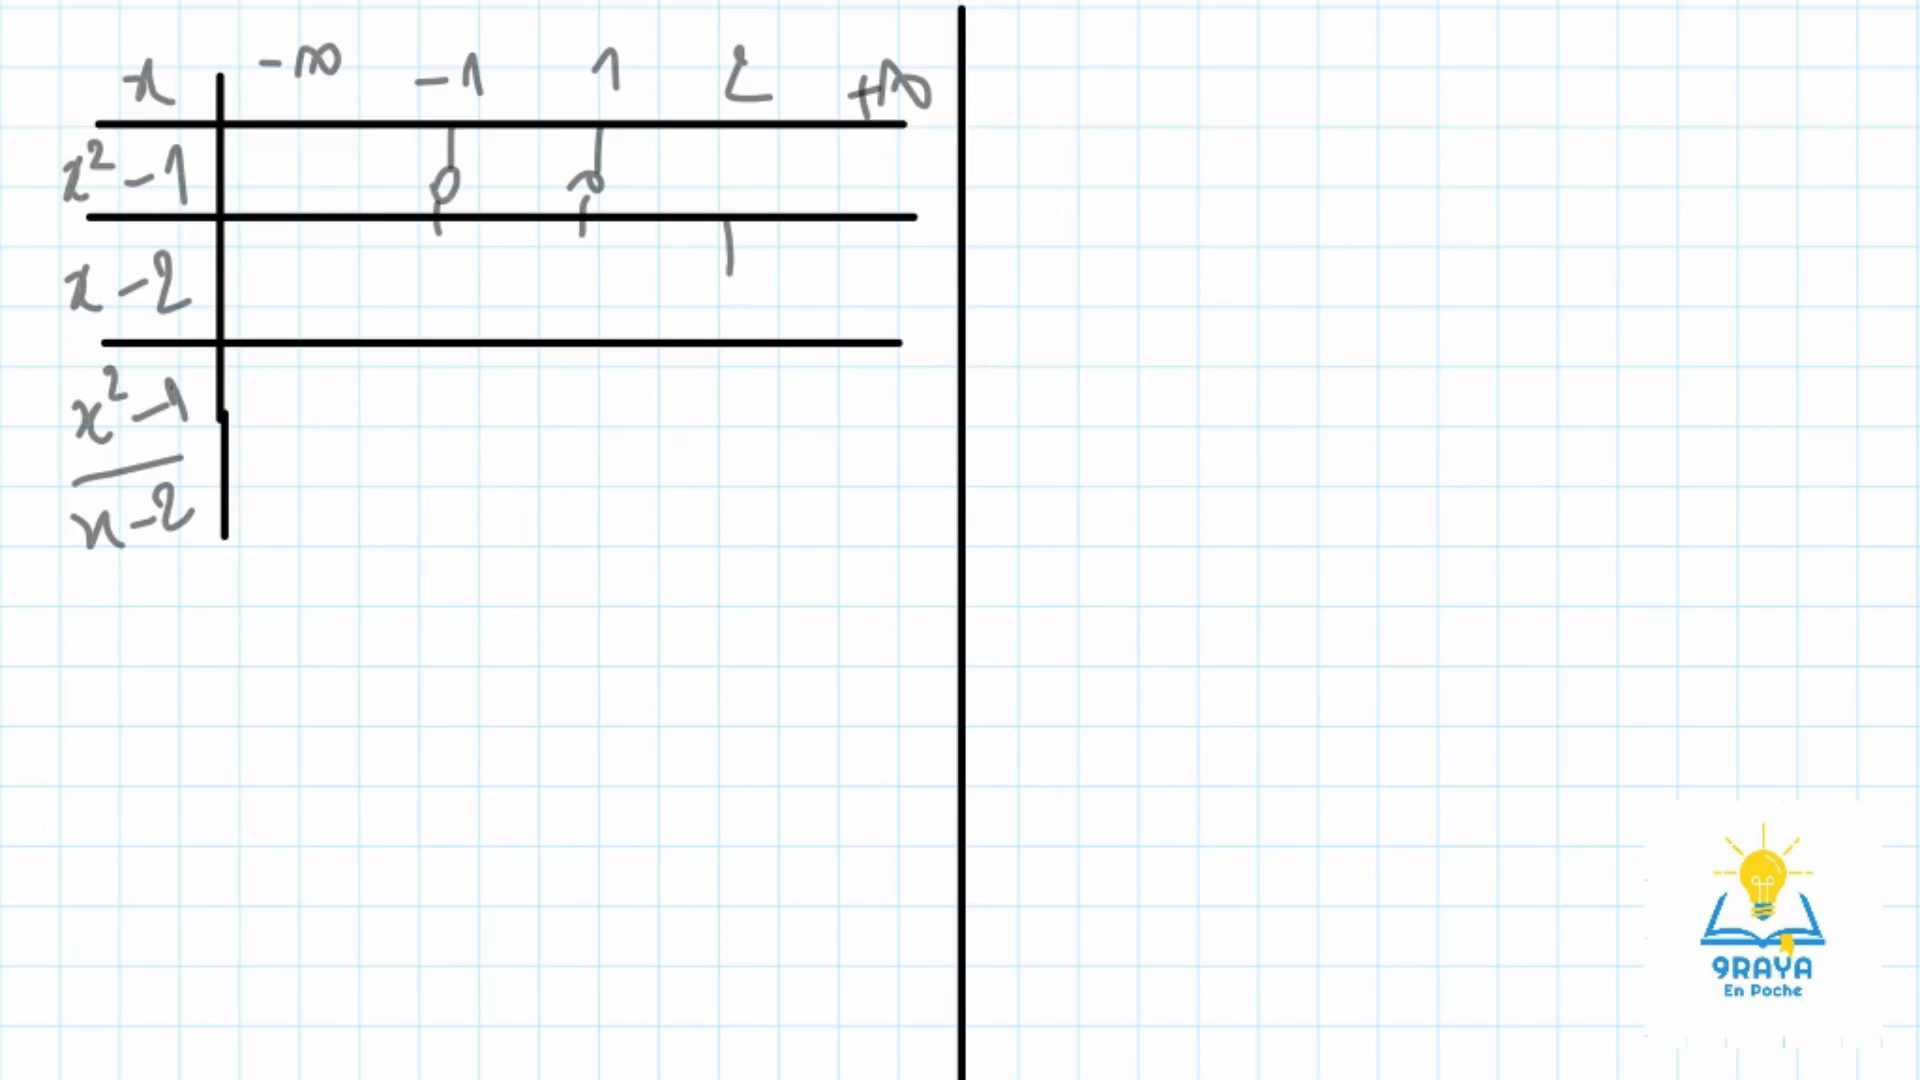 x -∞ -1 1 2 +∞
x² - 1 0 0
x - 2
x² - 1
x - 2
9RAYA
En Poche